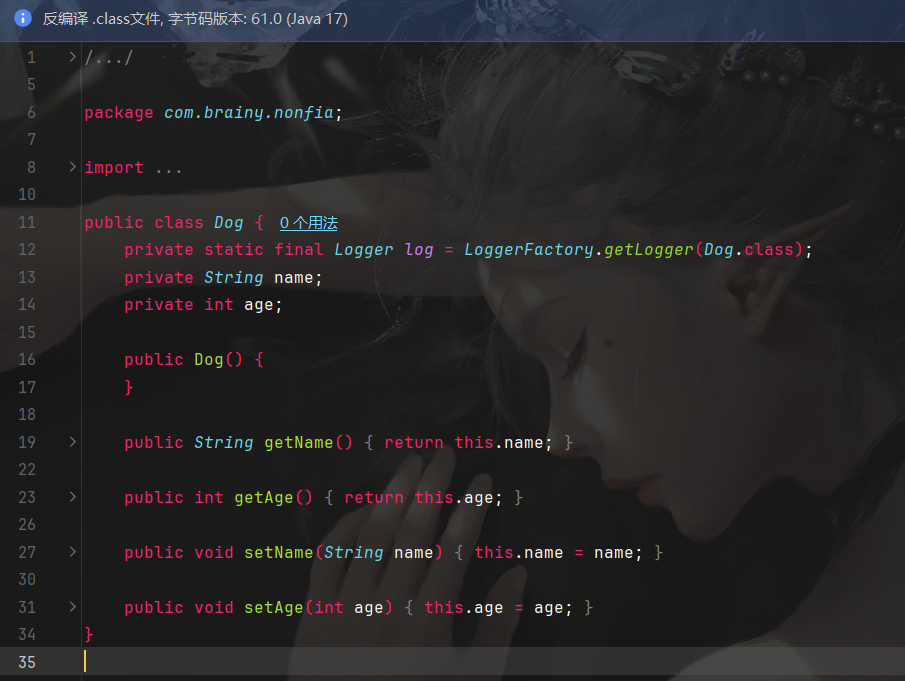 反编译 .class文件, 字节码版本: 61.0 (Java 17)
1 /.../
5
6 package com.brainy.nonfia;
7
8 import ...
10
11 public class Dog { 0 个用法
12 private static final Logger log = LoggerFactory.getLogger(Dog.class);
13 private String name;
14 private int age;
15
16 public Dog() {
17 }
18
19 public String getName() { return this.name; }
22
23 public int getAge() { return this.age; }
26
27 public void setName(String name) { this.name = name; }
30
31 public void setAge(int age) { this.age = age; }
34 }
35